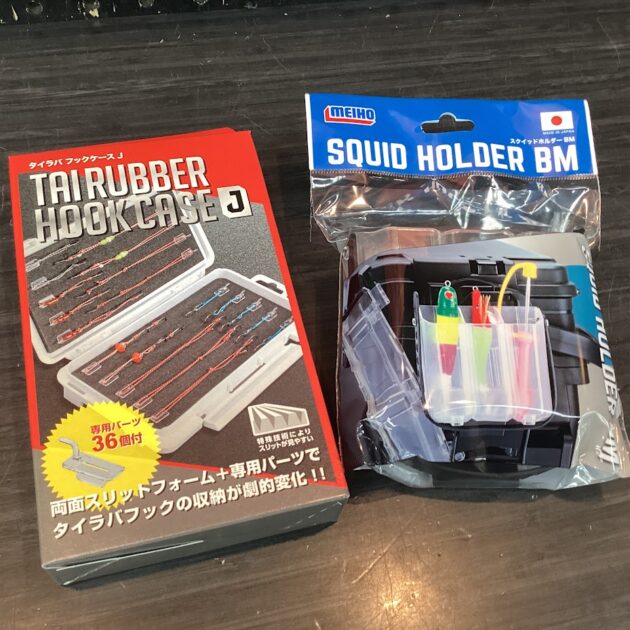 タイラバ フックケース J
TAIRUBBER
HOOK CASE J
専用パーツ
36個付
特殊技術により
スリットが見やすい
両面スリットフォーム+専用パーツで
タイラバフックの収納が劇的変化!!
MEIHO
MADE IN JAPAN
スクイッドホルダー BM
SQUID HOLDER BM